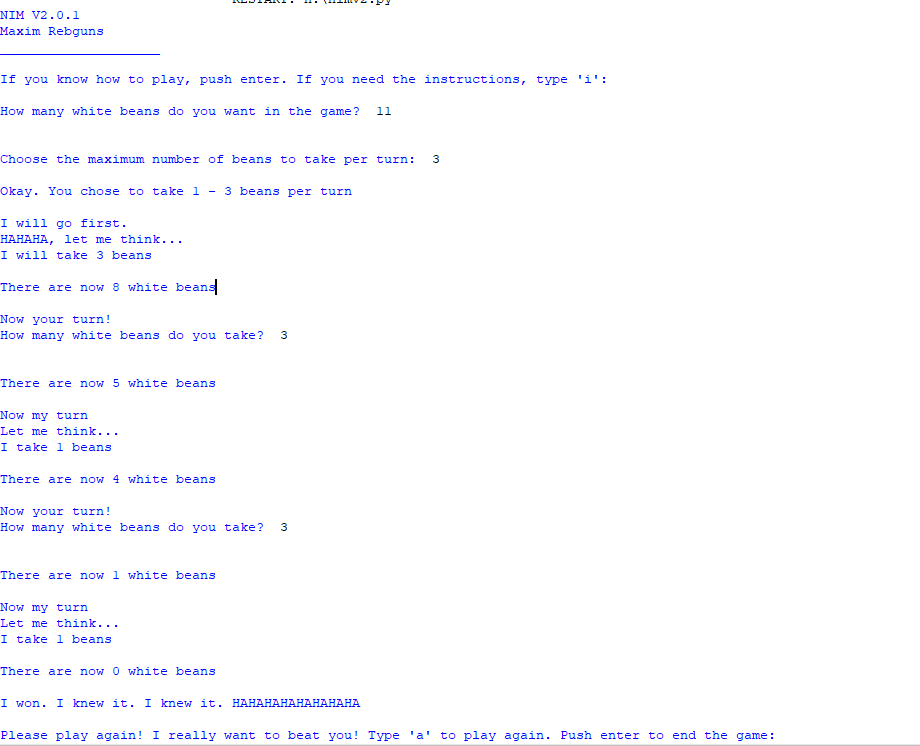 RESTART: H:\nimv2.py
NIM V2.0.1
Maxim Rebguns
____________________
If you know how to play, push enter. If you need the instructions, type 'i':
How many white beans do you want in the game?  11
Choose the maximum number of beans to take per turn:  3
Okay. You chose to take 1 - 3 beans per turn
I will go first.
HAHAHA, let me think...
I will take 3 beans
There are now 8 white beans
Now your turn!
How many white beans do you take?  3
There are now 5 white beans
Now my turn
Let me think...
I take 1 beans
There are now 4 white beans
Now your turn!
How many white beans do you take?  3
There are now 1 white beans
Now my turn
Let me think...
I take 1 beans
There are now 0 white beans
I won. I knew it. I knew it. HAHAHAHAHAHAHAHA
Please play again! I really want to beat you! Type 'a' to play again. Push enter to end the game: